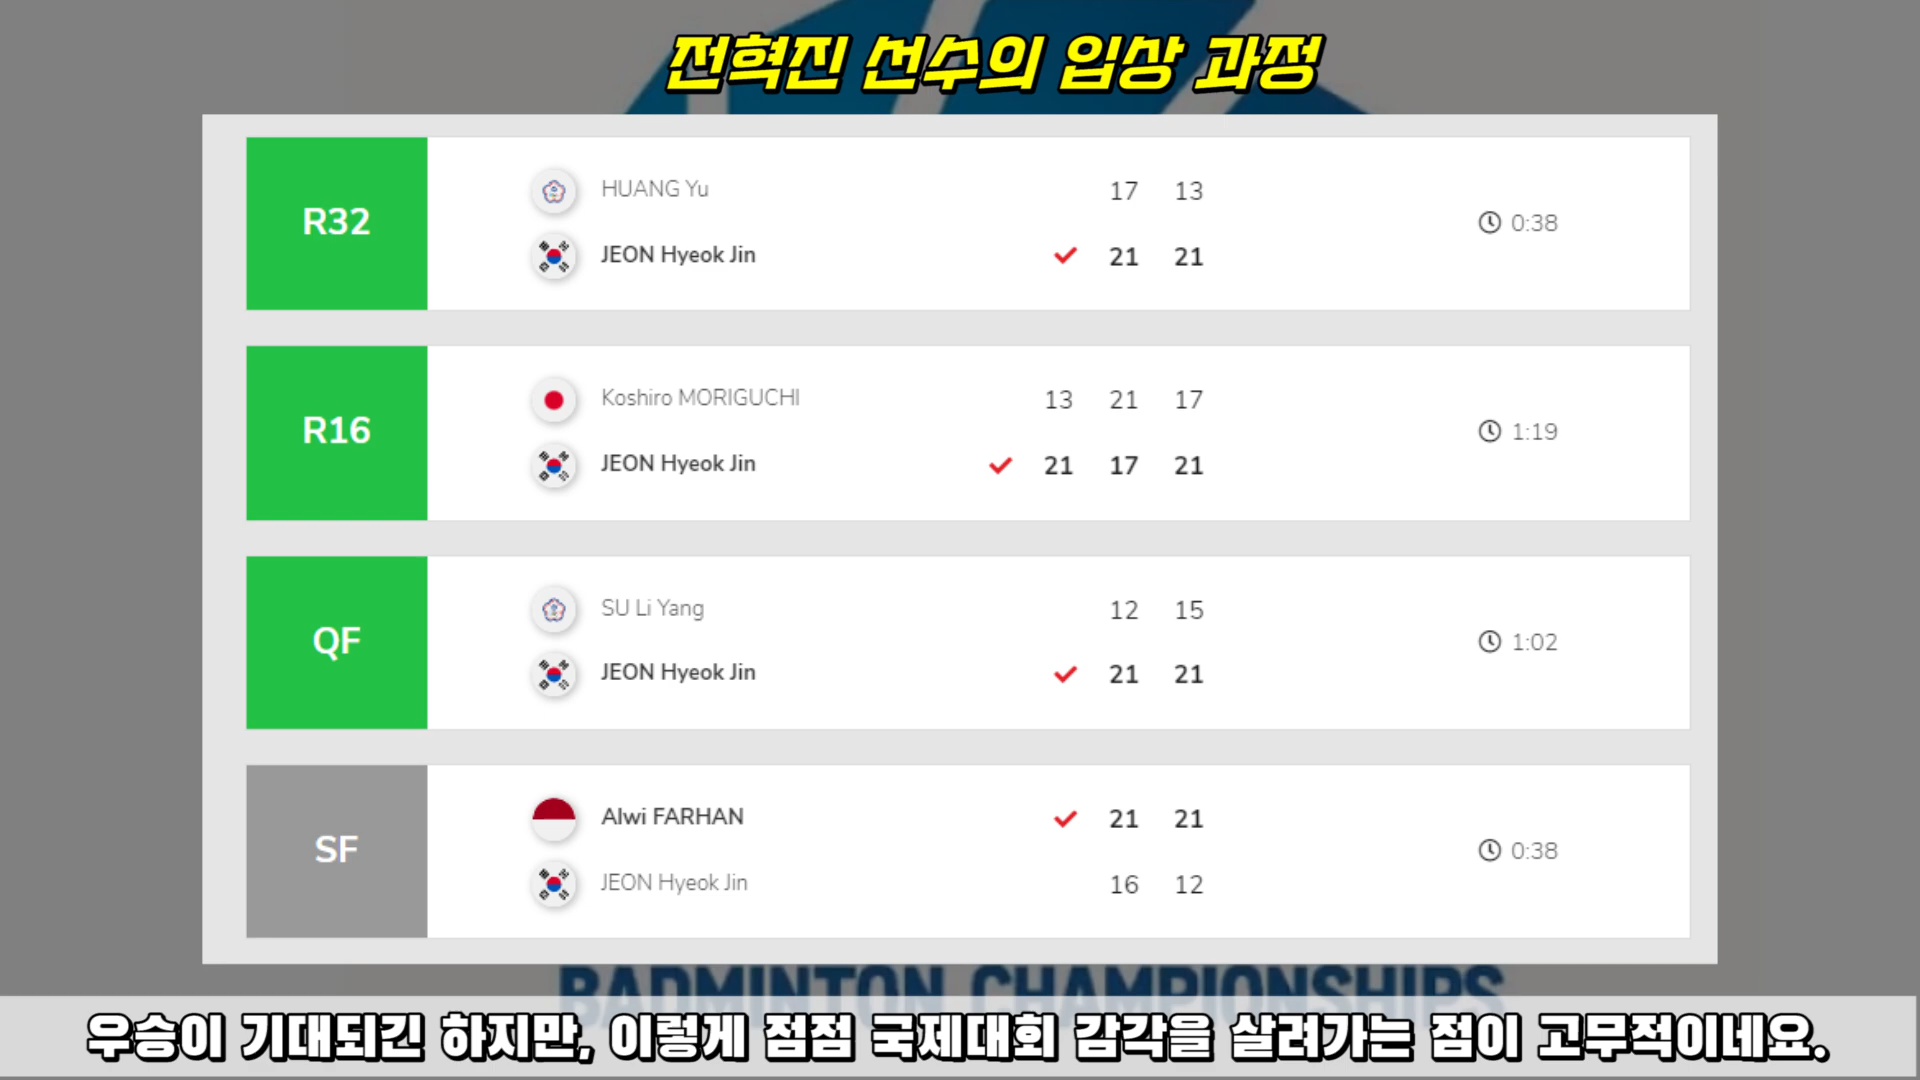 전혁진 선수의 입상 과정
R32
HUANG Yu 17 13
JEON Hyeok Jin 21 21
0:38
R16
Koshiro MORIGUCHI 13 21 17
JEON Hyeok Jin 21 17 21
1:19
QF
SU Li Yang 12 15
JEON Hyeok Jin 21 21
1:02
SF
Alwi FARHAN 21 21
JEON Hyeok Jin 16 12
0:38
BADMINTON CHAMPIONSHIPS
우승이 기대되긴 하지만, 이렇게 점점 국제대회 감각을 살려가는 점이 고무적이네요.